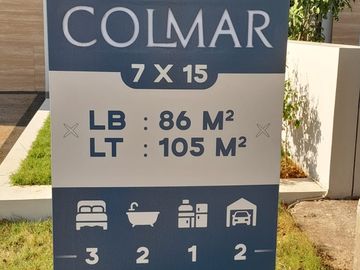 COLMAR
7 X 15
LB : 86 M²
LT : 105 M²
3 2 1 2